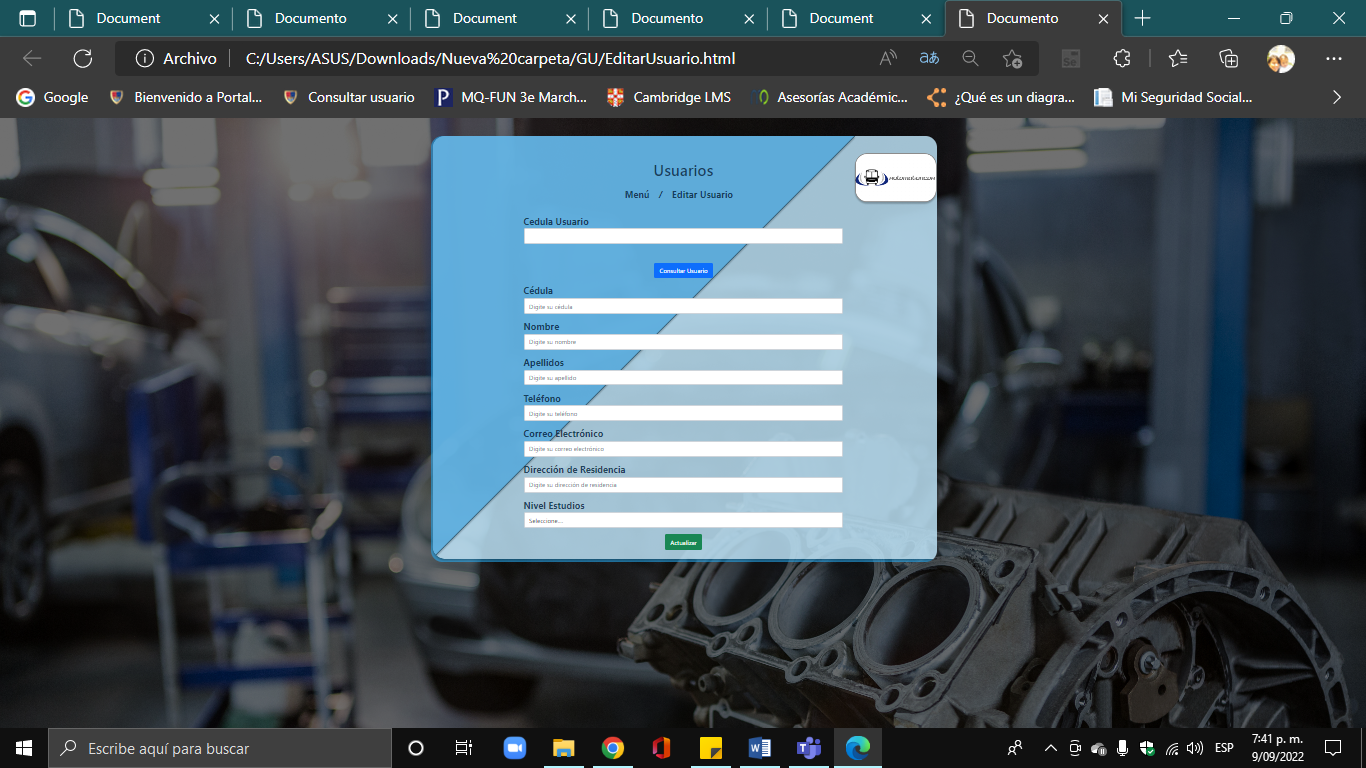 Document
Documento
Document
Documento
Document
Documento
Archivo
C:/Users/ASUS/Downloads/Nueva%20carpeta/GU/EditarUsuario.html
Google
Bienvenido a Portal...
Consultar usuario
MQ-FUN 3e March...
Cambridge LMS
Asesorías Académic...
¿Qué es un diagra...
Mi Seguridad Social...
Usuarios
Menú / Editar Usuario
Cedula Usuario
Consultar Usuario
Cédula
Digite su cédula
Nombre
Digite su nombre
Apellidos
Digite su apellido
Teléfono
Digite su teléfono
Correo Electrónico
Digite su correo electrónico
Dirección de Residencia
Digite su dirección de residencia
Nivel Estudios
Seleccione...
Actualizar
Escribe aquí para buscar
ESP
7:41 p. m.
9/09/2022